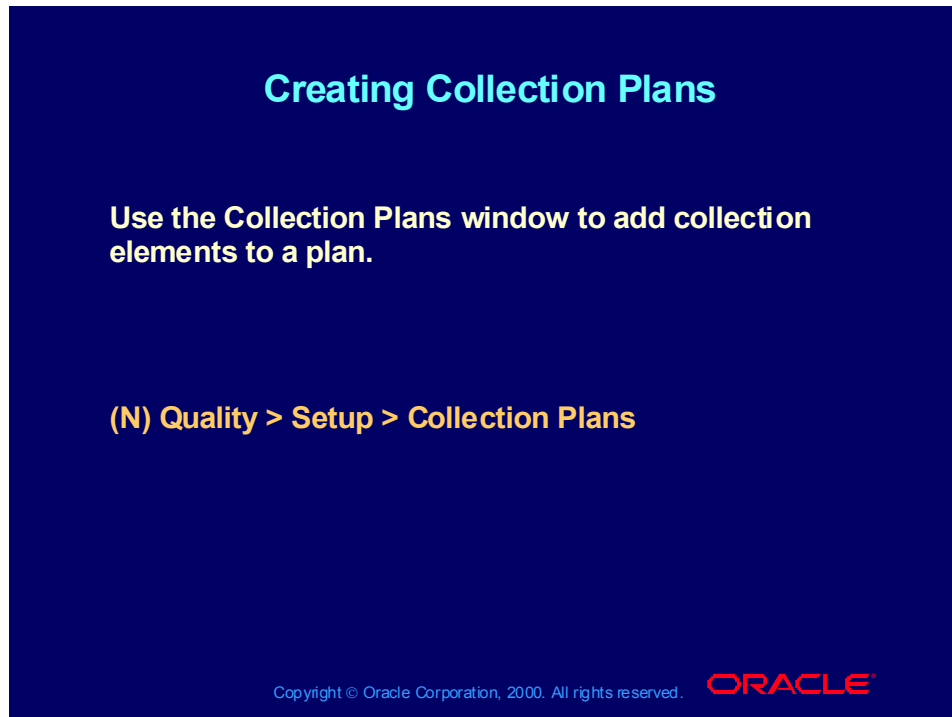 Creating Collection Plans
Use the Collection Plans window to add collection
elements to a plan.
(N) Quality > Setup > Collection Plans
Copyright © Oracle Corporation, 2000. All rights reserved.
ORACLE®